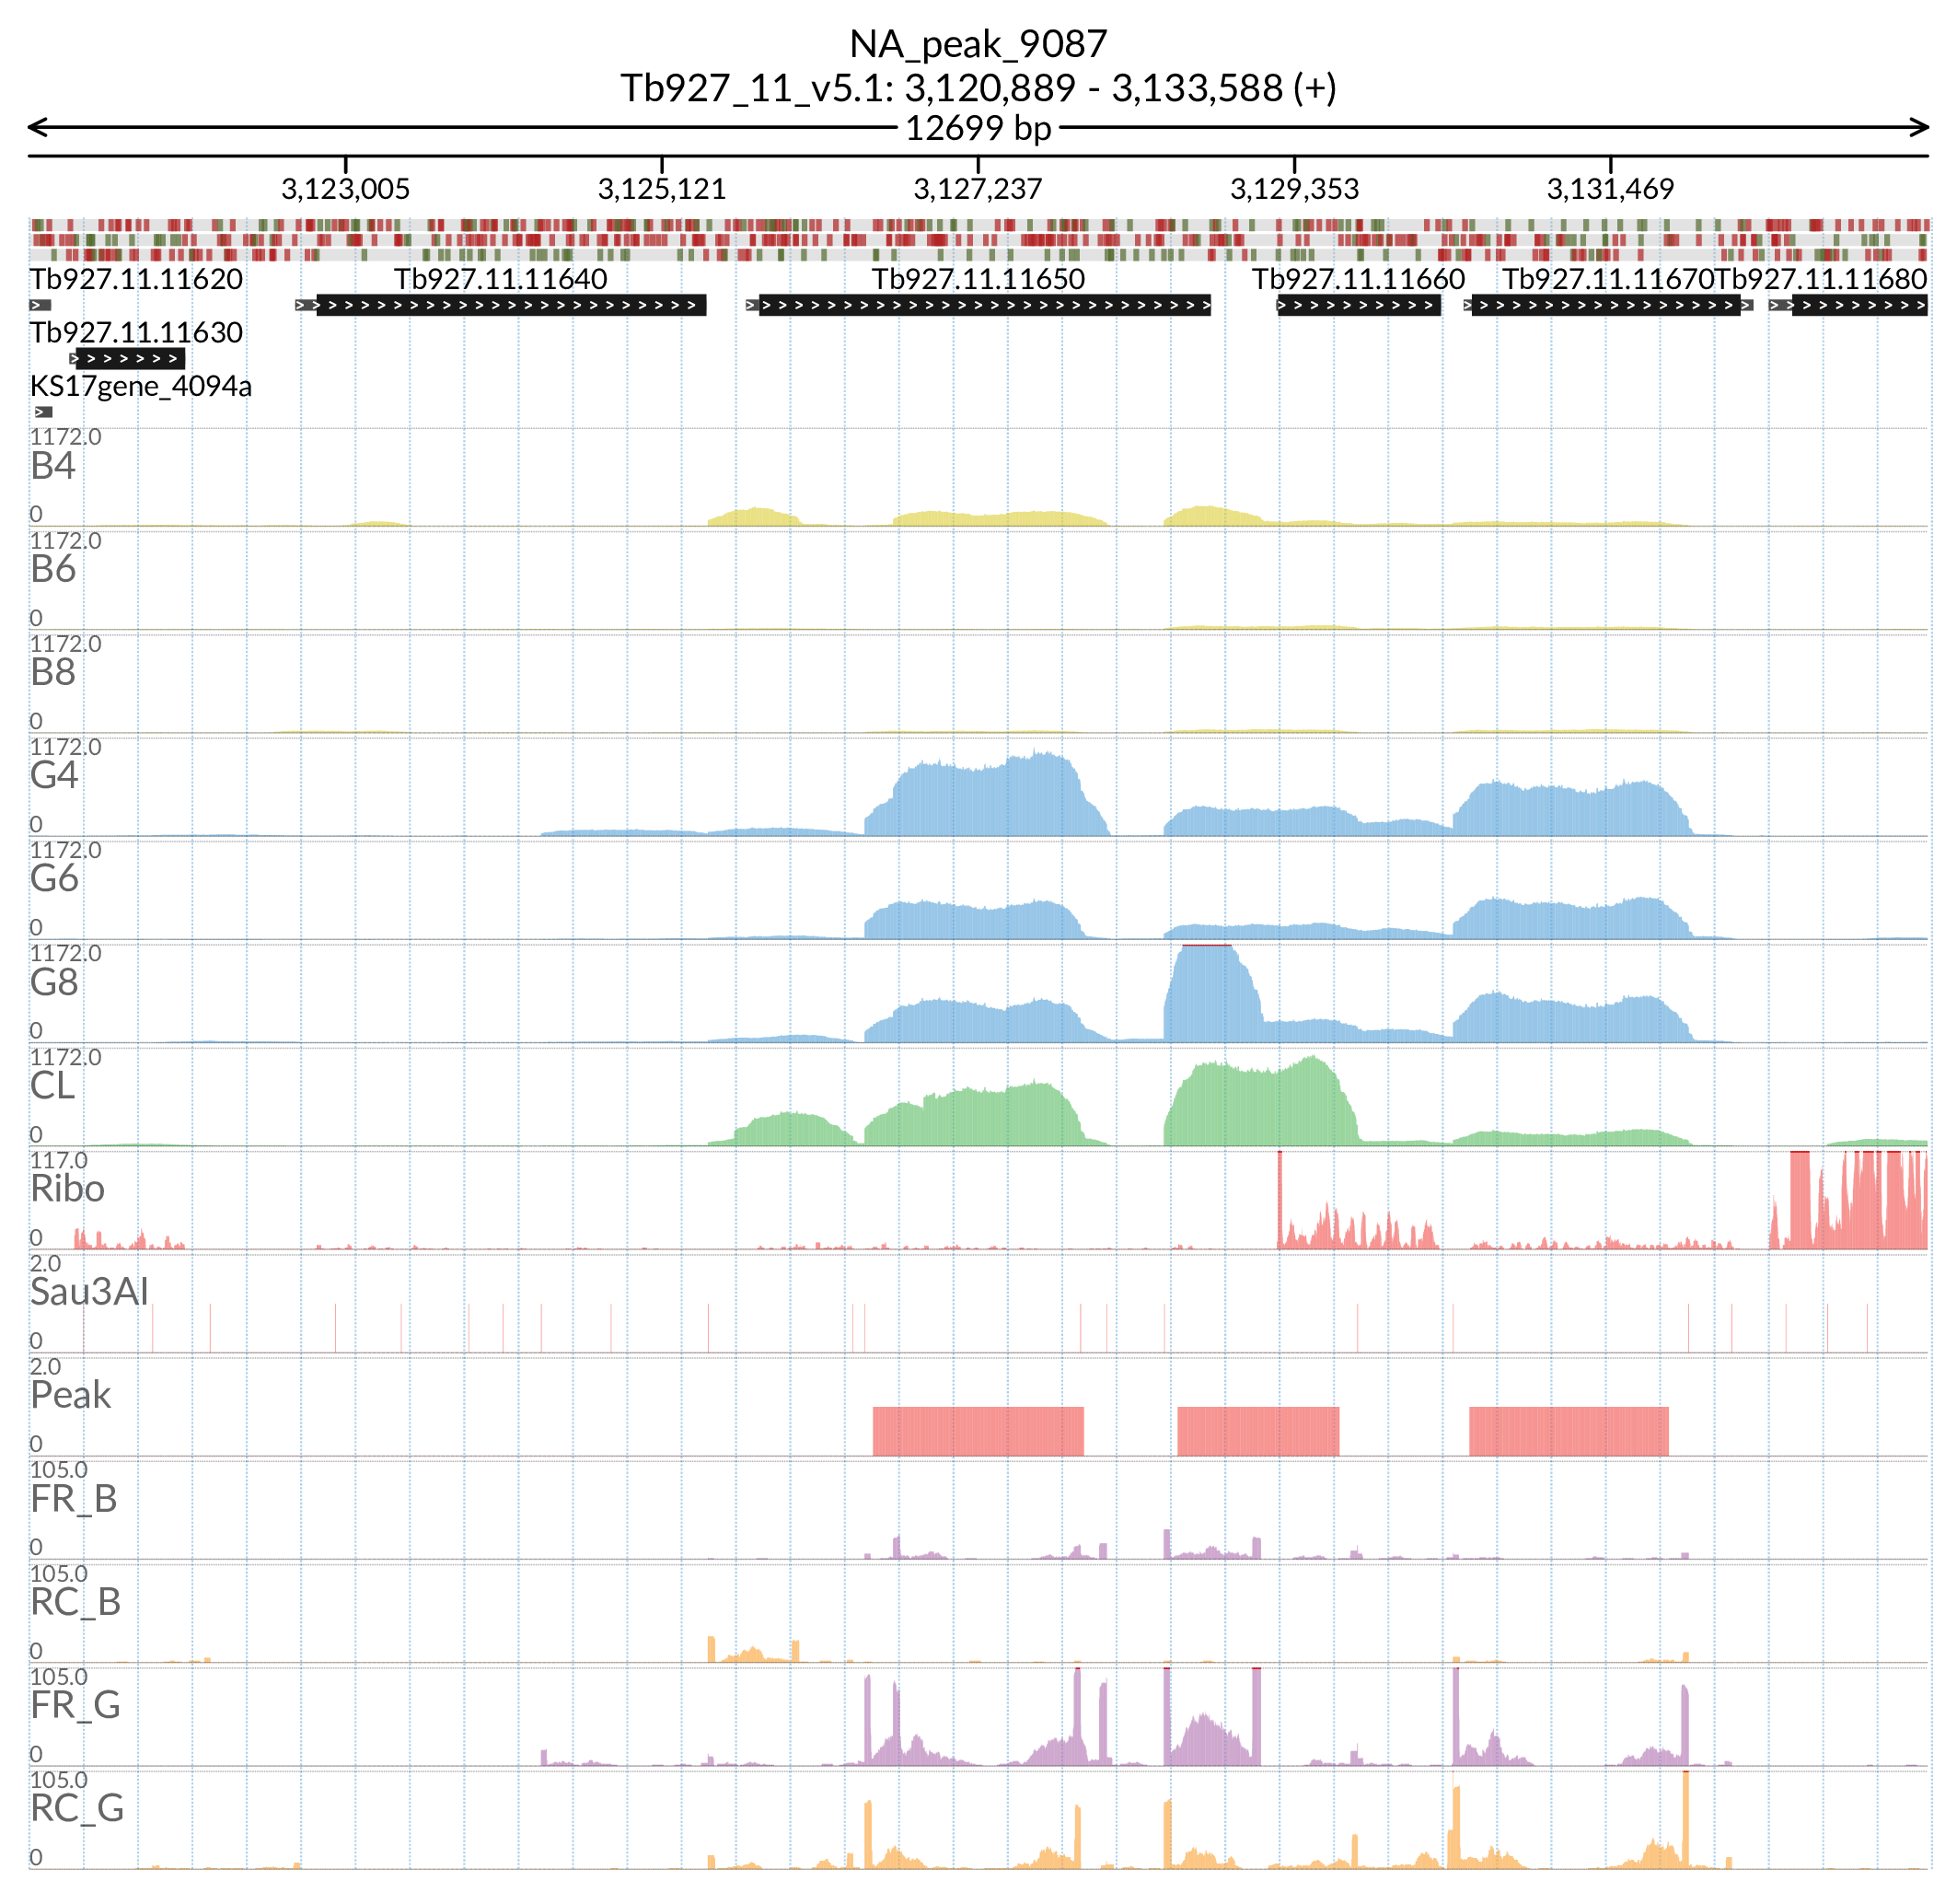 NA_peak_9087
Tb927_11_v5.1: 3,120,889 - 3,133,588 (+)
12699 bp
3,123,005 3,125,121 3,127,237 3,129,353 3,131,469
Tb927.11.11620 Tb927.11.11640 Tb927.11.11650 Tb927.11.11660 Tb927.11.11670 Tb927.11.11680
Tb927.11.11630
KS17gene_4094a
1172.0
B4
0
1172.0
B6
0
1172.0
B8
0
1172.0
G4
0
1172.0
G6
0
1172.0
G8
0
1172.0
CL
0
117.0
Ribo
0
2.0
Sau3AI
0
2.0
Peak
0
105.0
FR_B
0
105.0
RC_B
0
105.0
FR_G
0
105.0
RC_G
0